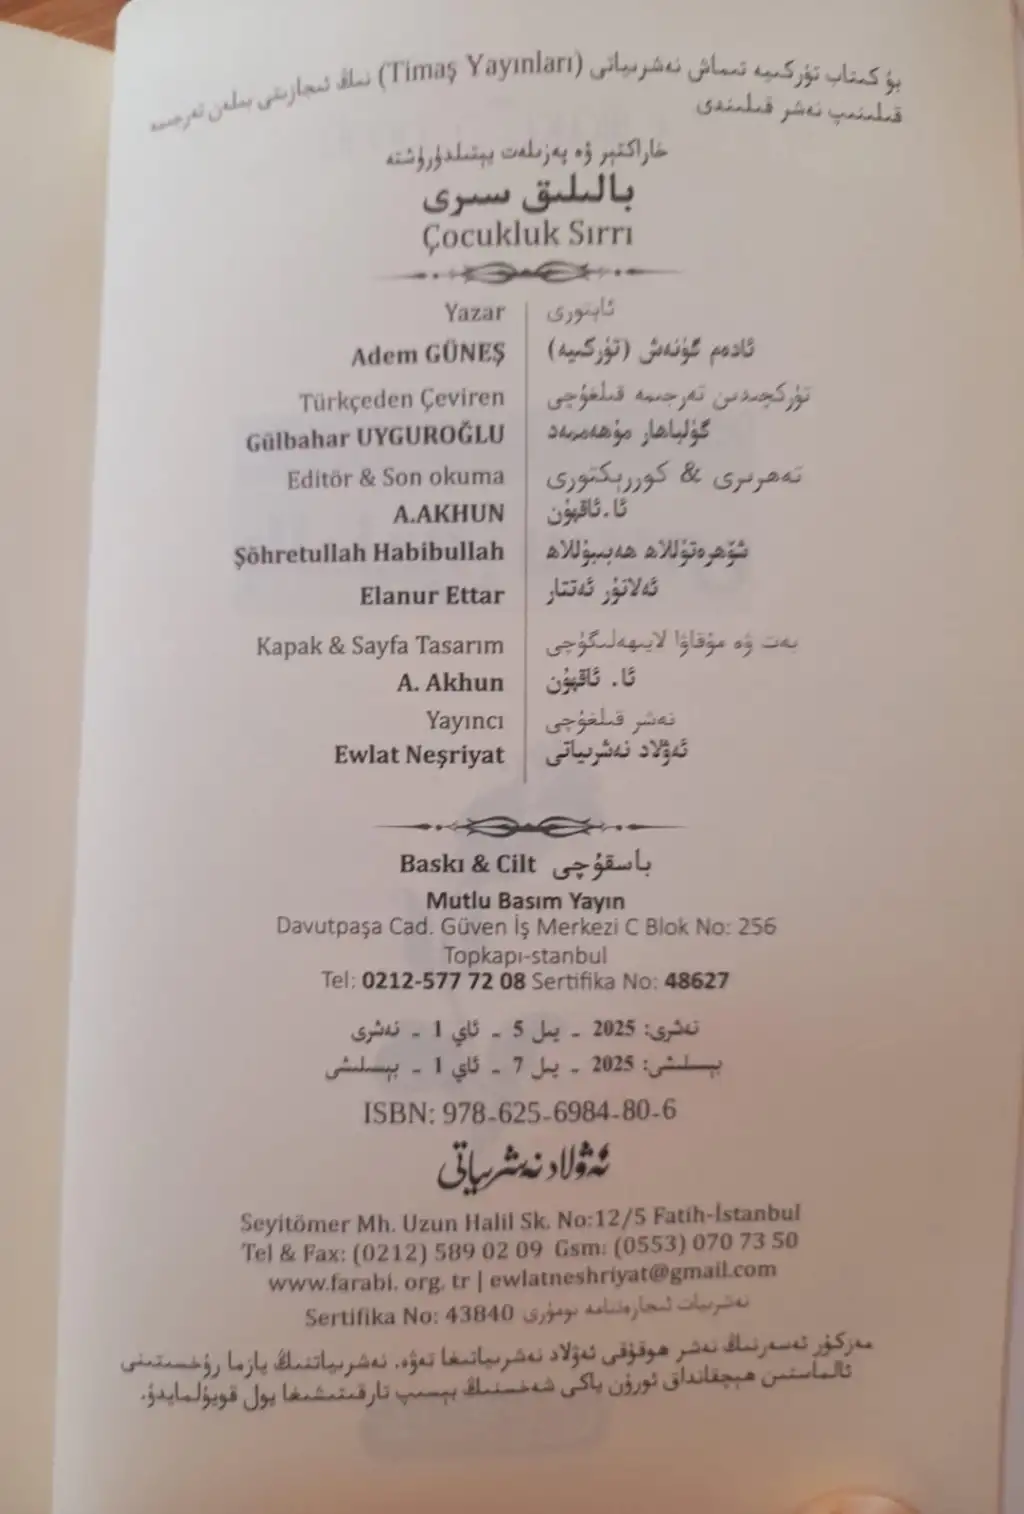 بۇ كىتاب تۈركىيە تىماش نەشرىياتى (Timaş Yayınları) نىڭ ئىجازىتى بىلەن تەرجىمە
قىلىنىپ نەشر قىلىندى
خاراكتېر ۋە پەزىلەت يېتىلدۈرۈشتە
بالىلىق سىرى
Çocukluk Sırrı
Yazar ئاپتورى
Adem GÜNEŞ ئادەم گۈنەش (تۈركىيە)
Türkçeden Çeviren تۈركچىدىن تەرجىمە قىلغۇچى
Gülbahar UYGUROĞLU گۈلباھار مۇھەممەد
Editör & Son okuma تەھرىرى & كوررېكتورى
A.AKHUN ئا.ئاقھۇن
Şöhretullah Habibullah شۆھرەتۇللاھ ھەبىبۇللاھ
Elanur Ettar ئەلانۇر ئەتتار
Kapak & Sayfa Tasarım بەت ۋە مۇقاۋا لايىھەلىگۈچى
A. Akhun ئا. ئاقھۇن
Yayıncı نەشر قىلغۇچى
Ewlat Neşriyat ئەۋلاد نەشرىياتى
Baskı & Cilt باسقۇچى
Mutlu Basım Yayın
Davutpaşa Cad. Güven İş Merkezi C Blok No: 256
Topkapı-stanbul
Tel: 0212-577 72 08 Sertifika No: 48627
نەشرى: 2025 - يىل 5 - ئاي 1 - نەشرى
بېسىلىشى: 2025 - يىل 7 - ئاي 1 - بېسىلىشى
ISBN: 978-625-6984-80-6
ئەۋلاد نەشرىياتى
Seyitömer Mh. Uzun Halil Sk. No:12/5 Fatih-İstanbul
Tel & Fax: (0212) 589 02 09 Gsm: (0553) 070 73 50
www.farabi. org. tr | ewlatneshriyat@gmail.com
Sertifika No: 43840 نەشرىيات ئىجازەتنامە نومۇرى
مەزكۇر ئەسەرنىڭ نەشر ھوقۇقى ئەۋلاد نەشرىياتىغا تەۋە. نەشرىياتنىڭ يازما رۇخسىتىنى
ئالماستىن ھېچقانداق ئورۇن ياكى شەخسنىڭ بېسىپ تارقىتىشىغا يول قويۇلمايدۇ.